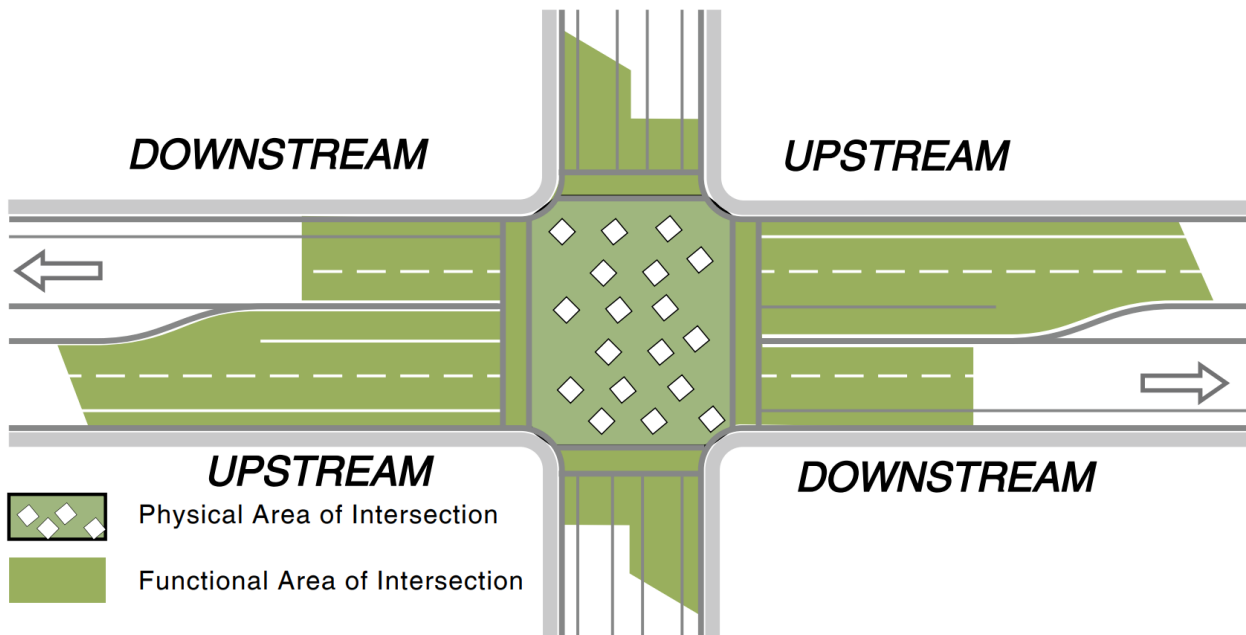 DOWNSTREAM
UPSTREAM
UPSTREAM
DOWNSTREAM
Physical Area of Intersection
Functional Area of Intersection